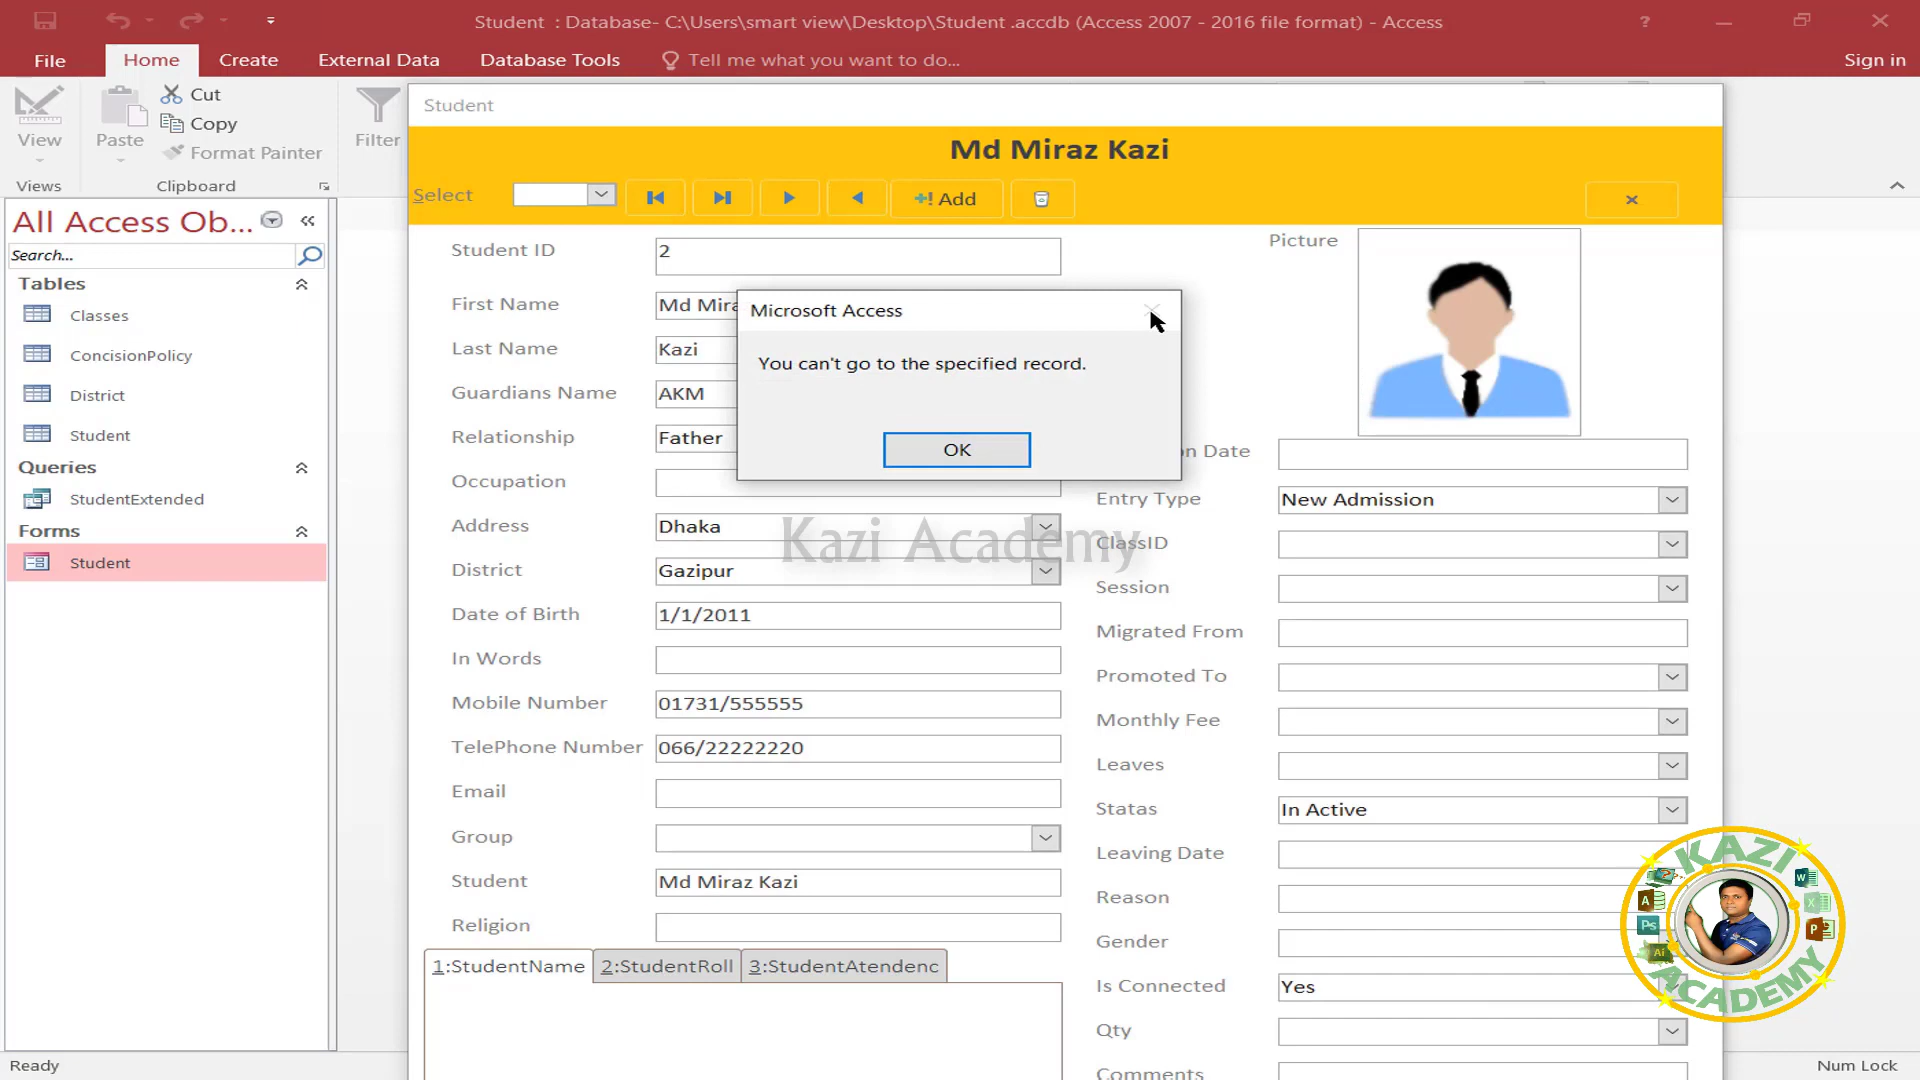 Student : Database- C:\Users\smart view\Desktop\Student .accdb (Access 2007 - 2016 file format) - Access
?
File Home Create External Data Database Tools Tell me what you want to do... Sign in
View
Views
Paste
Cut
Copy
Format Painter
Clipboard
Filter
Student
Md Miraz Kazi
Select
+! Add
All Access Ob...
Search...
Tables
Classes
ConcisionPolicy
District
Student
Queries
StudentExtended
Forms
Student
Student ID 2
First Name Md Mira
Last Name Kazi
Guardians Name AKM
Relationship Father
Occupation
Address Dhaka
District Gazipur
Date of Birth 1/1/2011
In Words
Mobile Number 01731/555555
TelePhone Number 066/22222220
Email
Group
Student Md Miraz Kazi
Religion
1:StudentName 2:StudentRoll 3:StudentAtendenc
Microsoft Access
You can't go to the specified record.
OK
Kazi Academy
Picture
n Date
Entry Type New Admission
ClassID
Session
Migrated From
Promoted To
Monthly Fee
Leaves
Statas In Active
Leaving Date
Reason
Gender
Is Connected Yes
Qty
Comments
KAZI
ACADEMY
A
Ps
Ai
W
X
P
Ready Num Lock